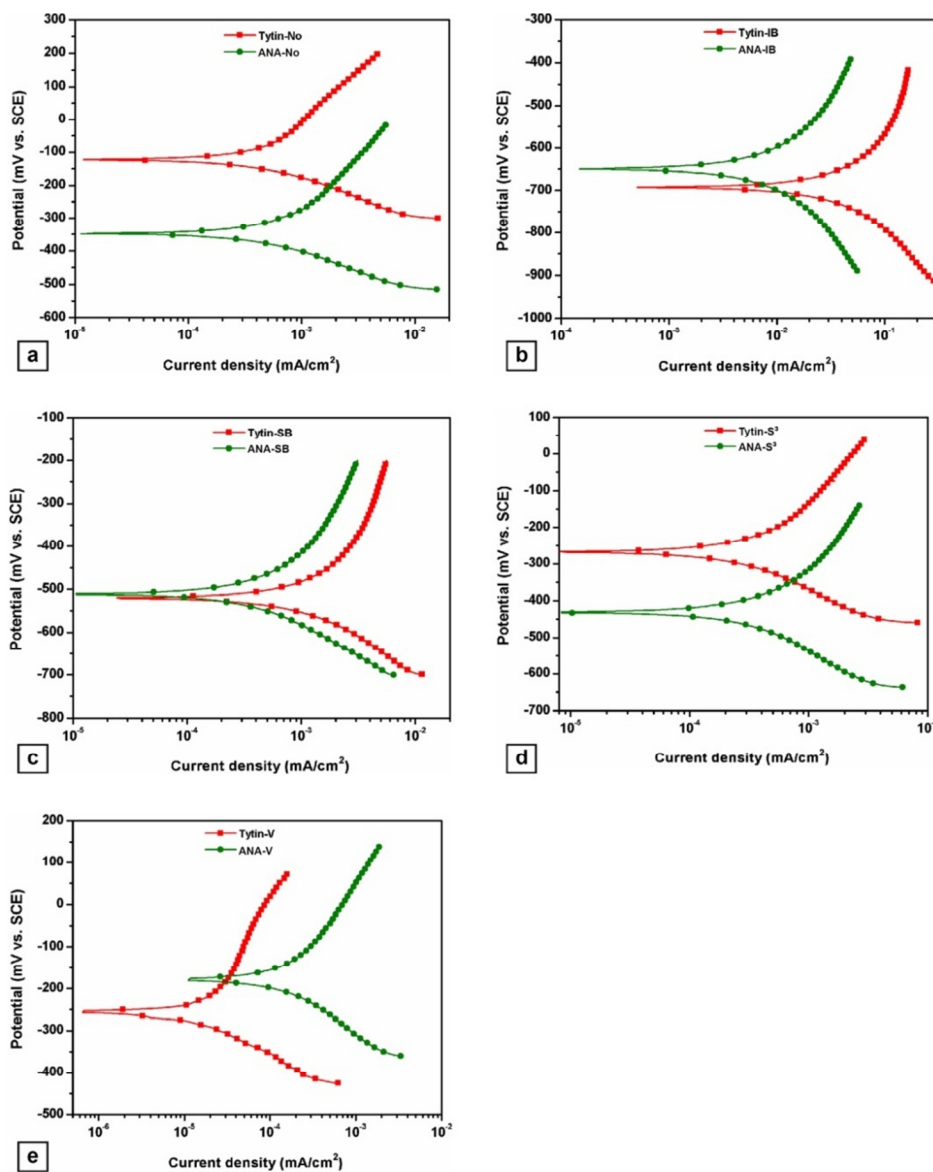 300
200
100
0
-100
-200
-300
-400
-500
-600
Potential (mV vs. SCE)
Tytin-No
ANA-No
10⁻⁵
10⁻⁴
10⁻³
10⁻²
Current density (mA/cm²)
a
-300
-400
-500
-600
-700
-800
-900
-1000
Potential (mV vs. SCE)
Tytin-IB
ANA-IB
10⁻⁴
10⁻³
10⁻²
10⁻¹
Current density (mA/cm²)
b
-100
-200
-300
-400
-500
-600
-700
-800
Potential (mV vs. SCE)
Tytin-SB
ANA-SB
10⁻⁵
10⁻⁴
10⁻³
10⁻²
Current density (mA/cm²)
c
100
0
-100
-200
-300
-400
-500
-600
-700
Potential (mV vs. SCE)
Tytin-S³
ANA-S³
10⁻⁵
10⁻⁴
10⁻³
10⁻²
Current density (mA/cm²)
d
200
100
0
-100
-200
-300
-400
-500
Potential (mV vs. SCE)
Tytin-V
ANA-V
10⁻⁶
10⁻⁵
10⁻⁴
10⁻³
10⁻²
Current density (mA/cm²)
e